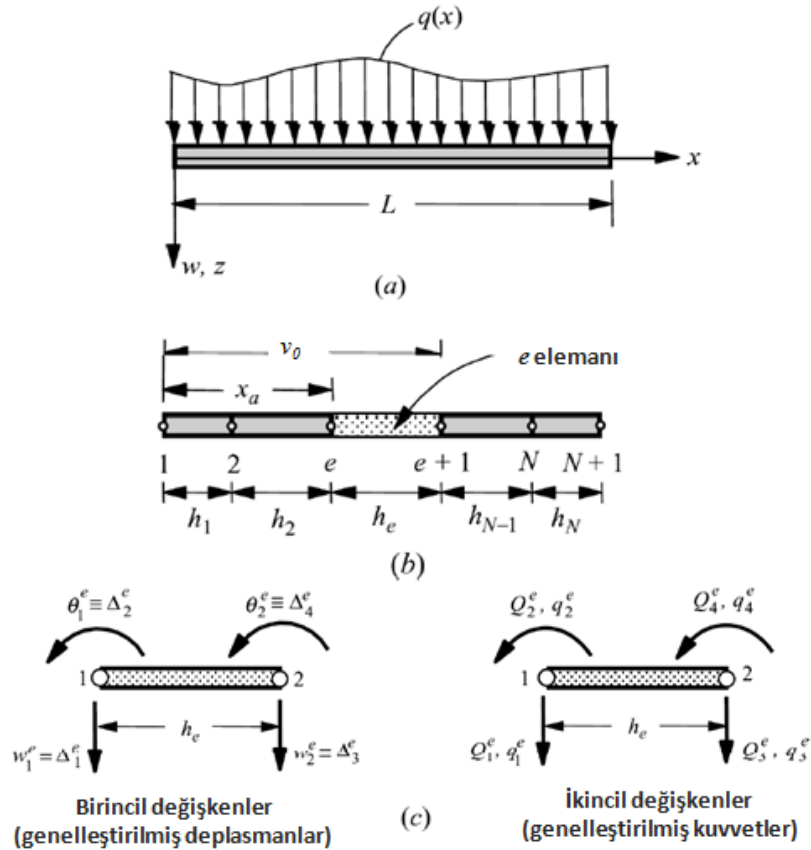 q(x)
x
L
w, z
(a)
v₀
e elemanı
xₐ
1 2 e e + 1 N N + 1
h₁ h₂ hₑ h_{N–1} h_N
(b)
θ₁ᵉ ≡ Δ₂ᵉ θ₂ᵉ ≡ Δ₄ᵉ Q₂ᵉ, q₂ᵉ Q₄ᵉ, q₄ᵉ
1 2 1 2
hₑ hₑ
w₁ᵉ = Δ₁ᵉ w₂ᵉ = Δ₃ᵉ Q₁ᵉ, q₁ᵉ Q₃ᵉ, q₃ᵉ
Birincil değişkenler
(genelleştirilmiş deplasmanlar)
(c)
İkincil değişkenler
(genelleştirilmiş kuvvetler)